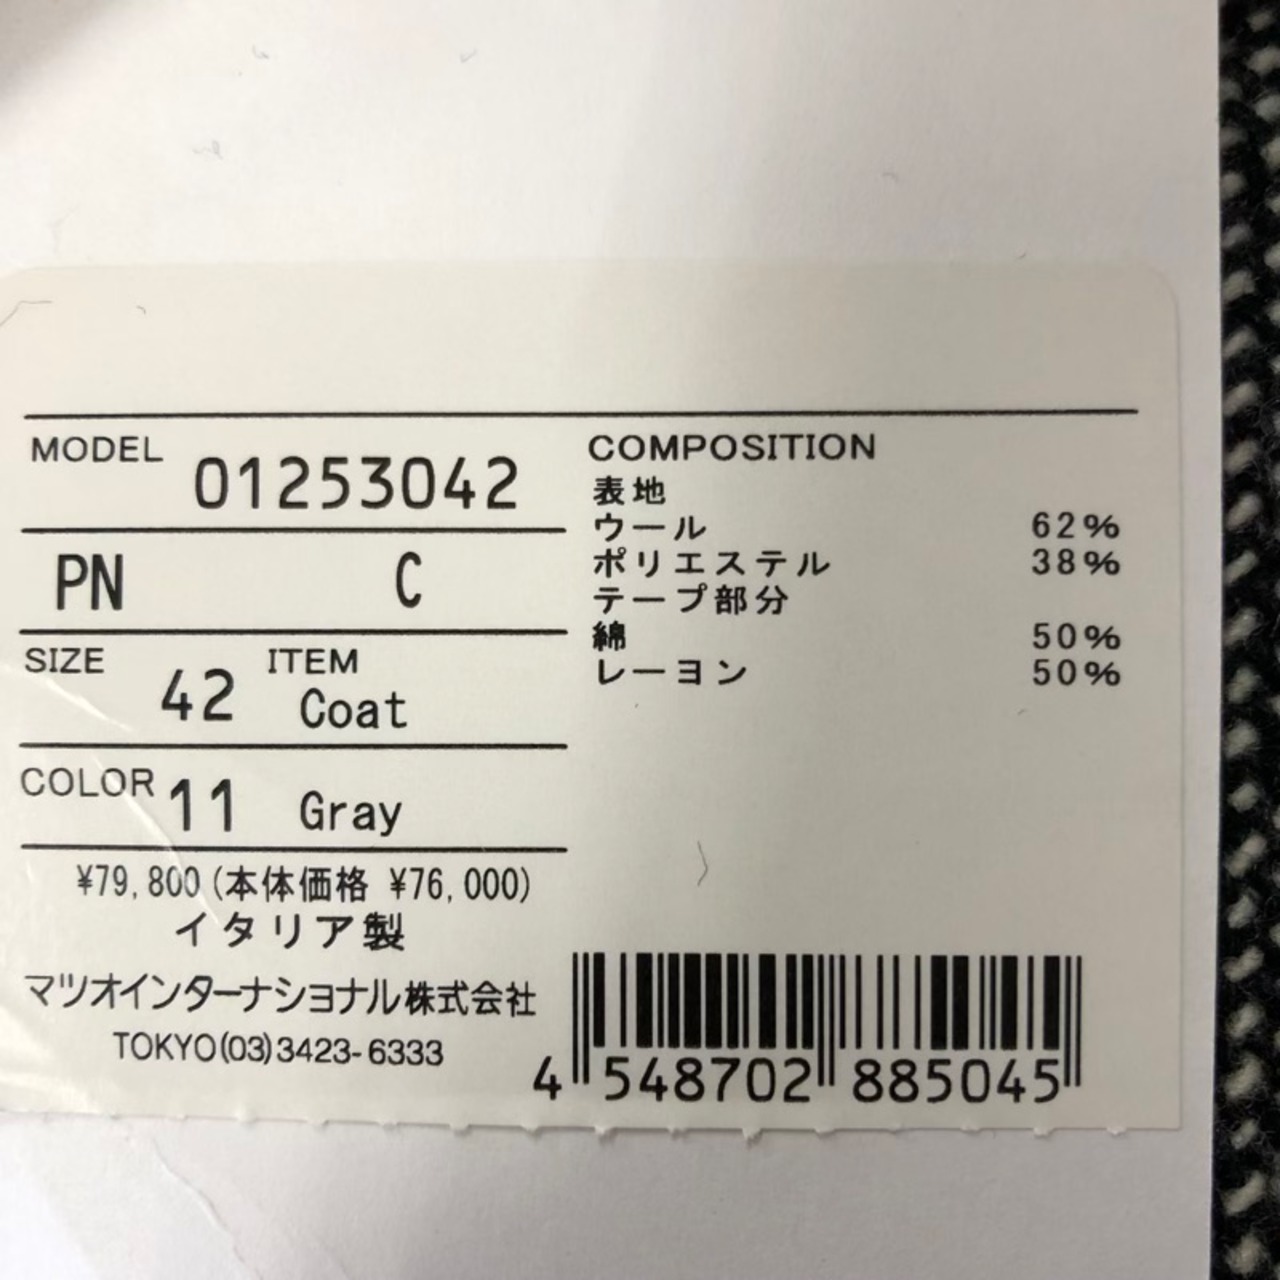 MODEL 01253042
PN C
SIZE 42 ITEM Coat
COLOR 11 Gray
¥79,800(本体価格 ¥76,000)
イタリア製
マツオインターナショナル株式会社
TOKYO(03)3423-6333
COMPOSITION
表地
ウール 62%
ポリエステル 38%
テープ部分
綿 50%
レーヨン 50%
4 548702 885045